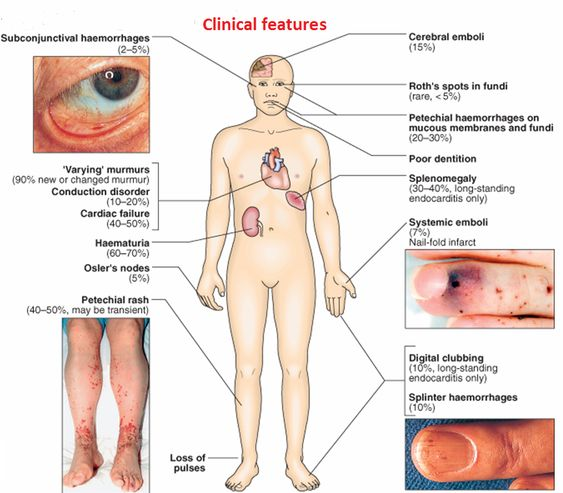 Clinical features
Subconjunctival haemorrhages
(2–5%)
'Varying' murmurs
(90% new or changed murmur)
Conduction disorder
(10–20%)
Cardiac failure
(40–50%)
Haematuria
(60–70%)
Osler's nodes
(5%)
Petechial rash
(40–50%, may be transient)
Loss of
pulses
Cerebral emboli
(15%)
Roth's spots in fundi
(rare, <5%)
Petechial haemorrhages on
mucous membranes and fundi
(20–30%)
Poor dentition
Splenomegaly
(30–40%, long-standing
endocarditis only)
Systemic emboli
(7%)
Nail-fold infarct
Digital clubbing
(10%, long-standing
endocarditis only)
Splinter haemorrhages
(10%)